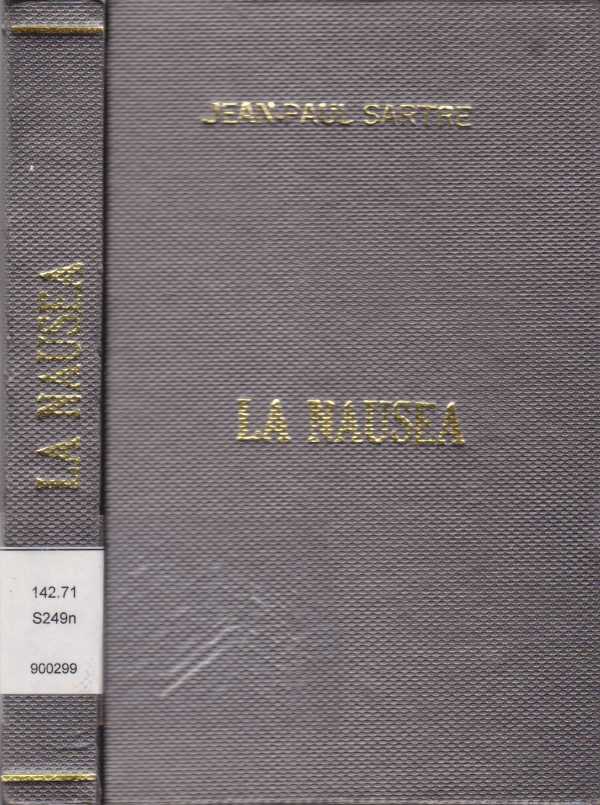 JEAN-PAUL SARTRE
LA NAUSEA
LA NAUSEA
142.71
S249n
900299